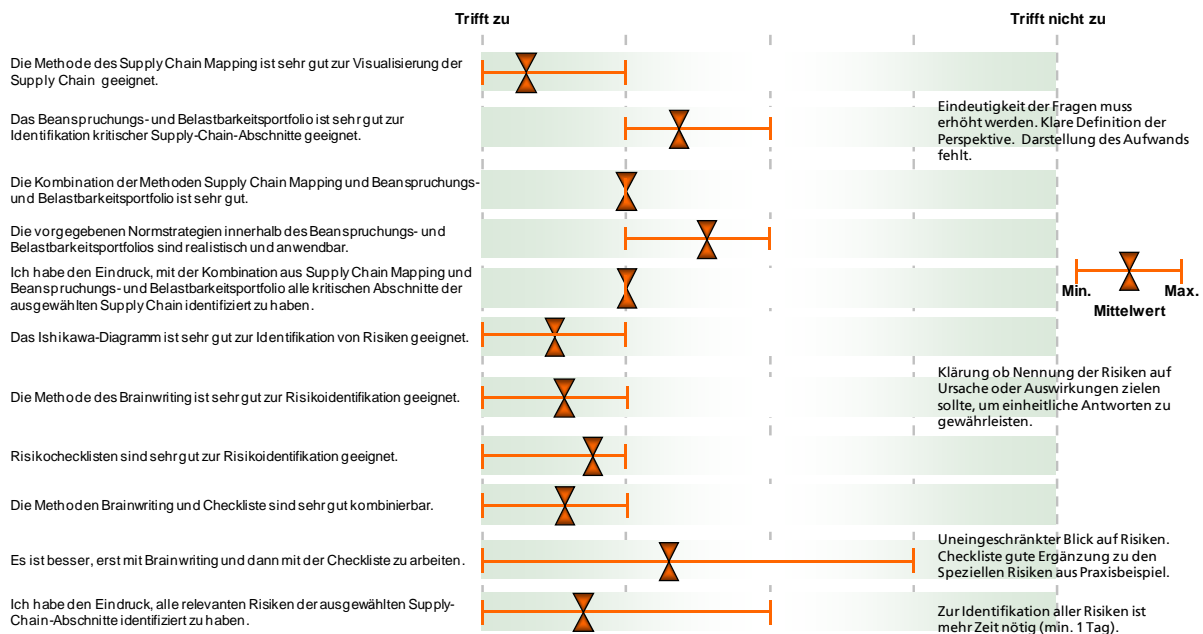 Trifft zu
Trifft nicht zu
Die Methode des Supply Chain Mapping ist sehr gut zur Visualisierung der
Supply Chain geeignet.
Das Beanspruchungs- und Belastbarkeitsportfolio ist sehr gut zur
Identifikation kritischer Supply-Chain-Abschnitte geeignet.
Eindeutigkeit der Fragen muss
erhöht werden. Klare Definition der
Perspektive. Darstellung des Aufwands
fehlt.
Die Kombination der Methoden Supply Chain Mapping und Beanspruchungs-
und Belastbarkeitsportfolio ist sehr gut.
Die vorgegebenen Normstrategien innerhalb des Beanspruchungs- und
Belastbarkeitsportfolios sind realistisch und anwendbar.
Ich habe den Eindruck, mit der Kombination aus Supply Chain Mapping und
Beanspruchungs- und Belastbarkeitsportfolio alle kritischen Abschnitte der
ausgewählten Supply Chain identifiziert zu haben.
Min.
Max.
Mittelwert
Das Ishikawa-Diagramm ist sehr gut zur Identifikation von Risiken geeignet.
Die Methode des Brainwriting ist sehr gut zur Risikoidentifikation geeignet.
Klärung ob Nennung der Risiken auf
Ursache oder Auswirkungen zielen
sollte, um einheitliche Antworten zu
gewährleisten.
Risikochecklisten sind sehr gut zur Risikoidentifikation geeignet.
Die Methoden Brainwriting und Checkliste sind sehr gut kombinierbar.
Es ist besser, erst mit Brainwriting und dann mit der Checkliste zu arbeiten.
Uneingeschränkter Blick auf Risiken.
Checkliste gute Ergänzung zu den
Speziellen Risiken aus Praxisbeispiel.
Ich habe den Eindruck, alle relevanten Risiken der ausgewählten Supply-
Chain-Abschnitte identifiziert zu haben.
Zur Identifikation aller Risiken ist
mehr Zeit nötig (min. 1 Tag).